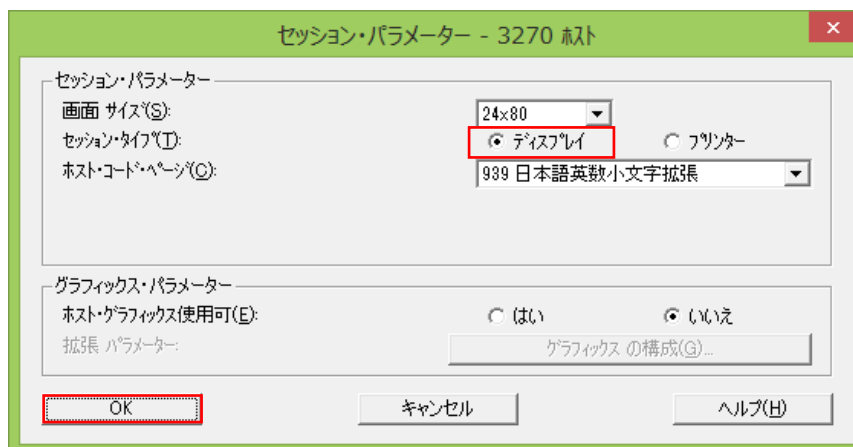 セッション・パラメーター - 3270 ホスト
セッション・パラメーター
画面 サイズ(S): 24x80
セッション・タイプ(T): ディスプレイ プリンター
ホスト・コード・ページ(C): 939 日本語英数小文字拡張
グラフィックス・パラメーター
ホスト・グラフィックス使用可(E): はい いいえ
拡張 パラメーター: グラフィックス の構成(G)...
OK キャンセル ヘルプ(H)